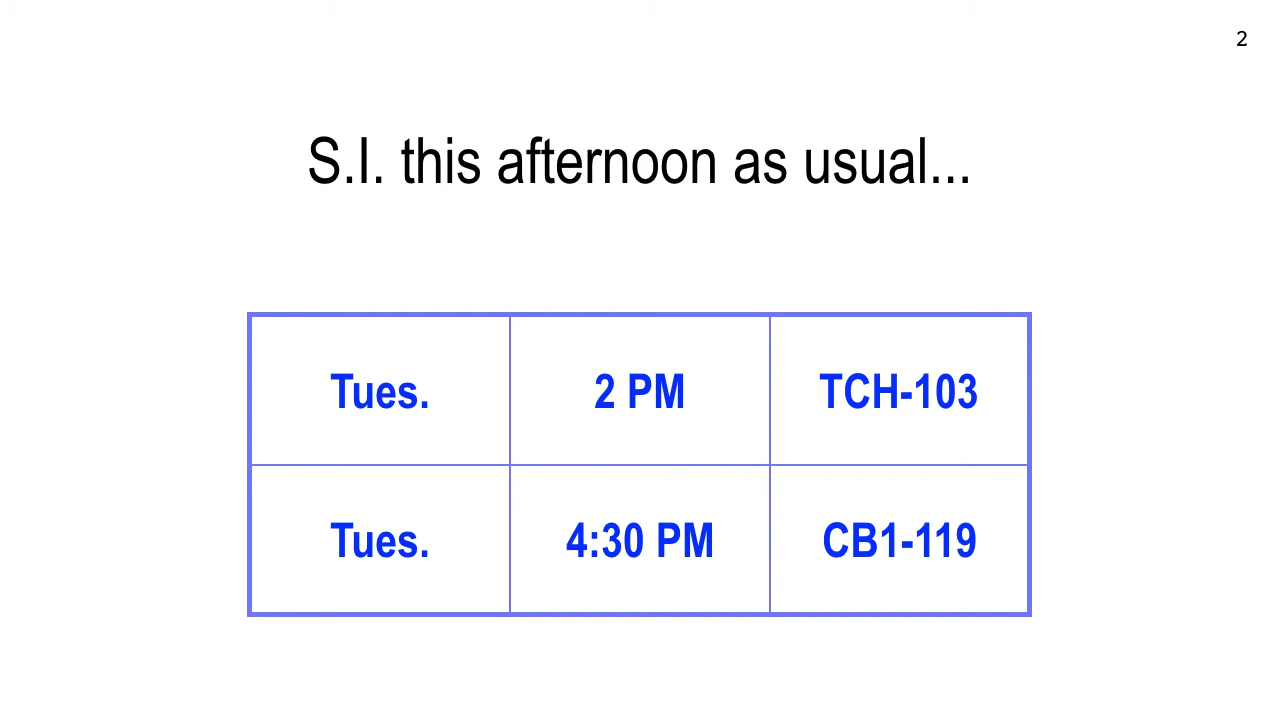 2
S.I. this afternoon as usual...
Tues. 2 PM TCH-103
Tues. 4:30 PM CB1-119